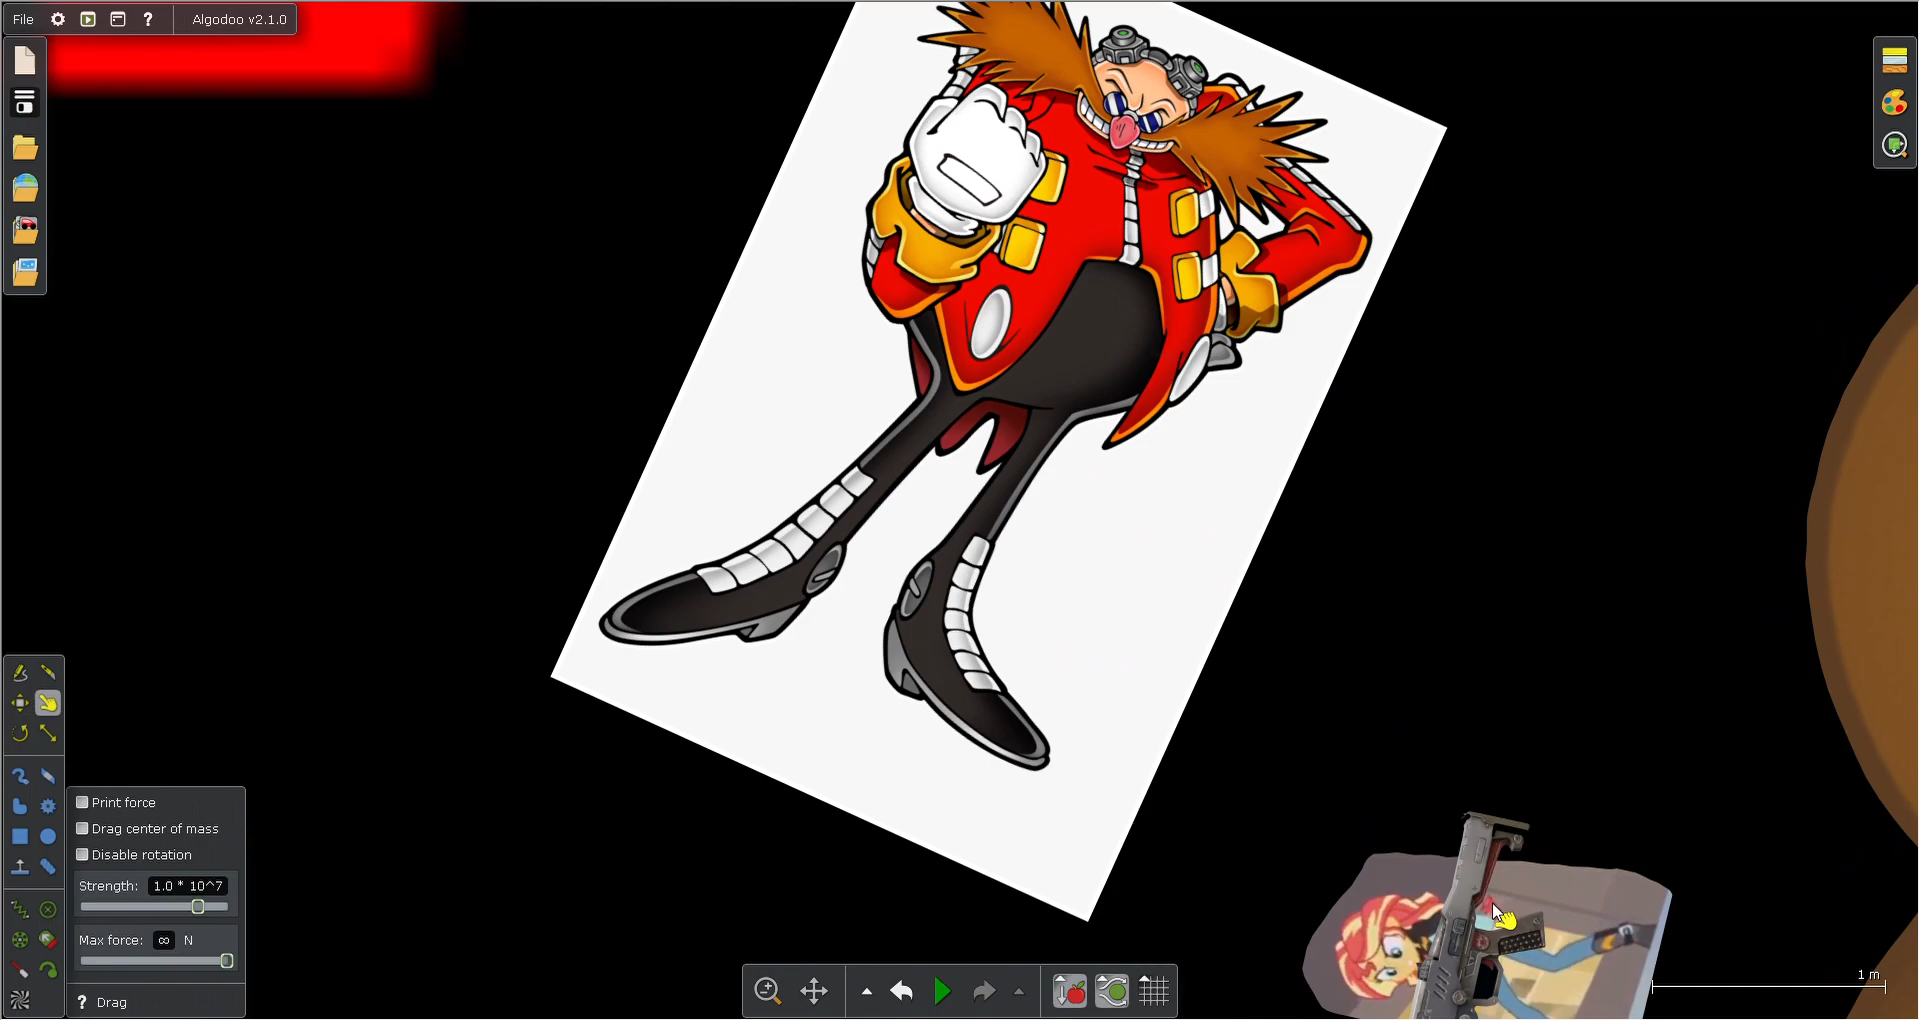 File ? Algodoo v2.1.0
Print force
Drag center of mass
Disable rotation
Strength: 1.0 * 10^7
Max force: ∞ N
? Drag
1 m